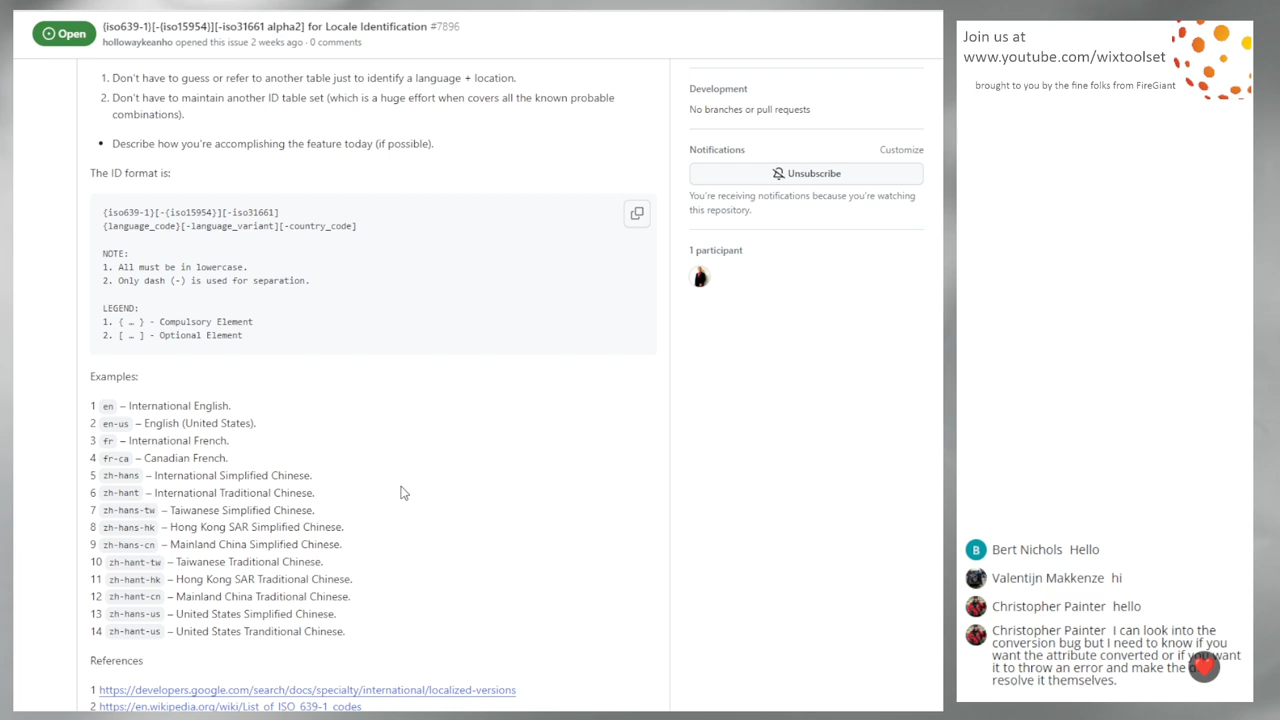 Open
{iso639-1}[-{iso15954}][-iso31661 alpha2] for Locale Identification #7896
hollowaykeanho opened this issue 2 weeks ago · 0 comments
1. Don't have to guess or refer to another table just to identify a language + location.
2. Don't have to maintain another ID table set (which is a huge effort when covers all the known probable
combinations).
• Describe how you're accomplishing the feature today (if possible).
The ID format is:
{iso639-1}[-{iso15954}][-iso31661]
{language_code}[-language_variant][-country_code]
NOTE:
1. All must be in lowercase.
2. Only dash (-) is used for separation.
LEGEND:
1. { … } - Compulsory Element
2. [ … ] - Optional Element
Examples:
1 en – International English.
2 en-us – English (United States).
3 fr – International French.
4 fr-ca – Canadian French.
5 zh-hans – International Simplified Chinese.
6 zh-hant – International Traditional Chinese.
7 zh-hans-tw – Taiwanese Simplified Chinese.
8 zh-hans-hk – Hong Kong SAR Simplified Chinese.
9 zh-hans-cn – Mainland China Simplified Chinese.
10 zh-hant-tw – Taiwanese Traditional Chinese.
11 zh-hant-hk – Hong Kong SAR Traditional Chinese.
12 zh-hant-cn – Mainland China Traditional Chinese.
13 zh-hans-us – United States Simplified Chinese.
14 zh-hant-us – United States Tranditional Chinese.
References
1 https://developers.google.com/search/docs/specialty/international/localized-versions
2 https://en.wikipedia.org/wiki/List_of_ISO_639-1_codes
Development
No branches or pull requests
Notifications
Customize
Unsubscribe
You're receiving notifications because you're watching
this repository.
1 participant
Join us at
www.youtube.com/wixtoolset
brought to you by the fine folks from FireGiant
B Bert Nichols Hello
Valentijn Makkenze hi
Christopher Painter hello
Christopher Painter I can look into the
conversion bug but I need to know if you
want the attribute converted or if you want
it to throw an error and make the
resolve it themselves.